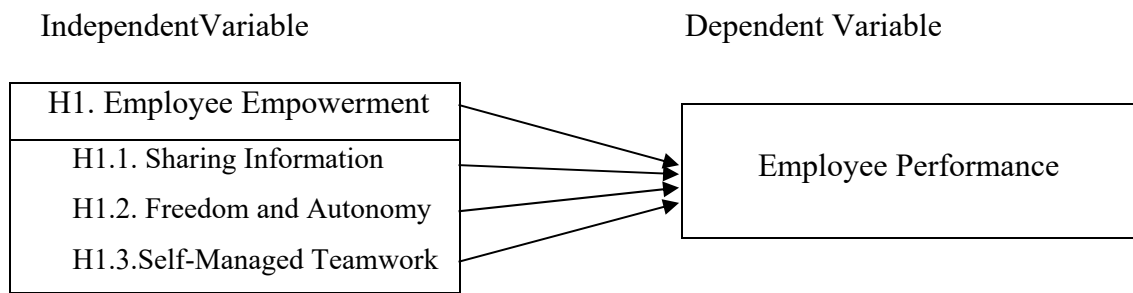 IndependentVariable
Dependent Variable
H1. Employee Empowerment
H1.1. Sharing Information
H1.2. Freedom and Autonomy
H1.3.Self-Managed Teamwork
Employee Performance